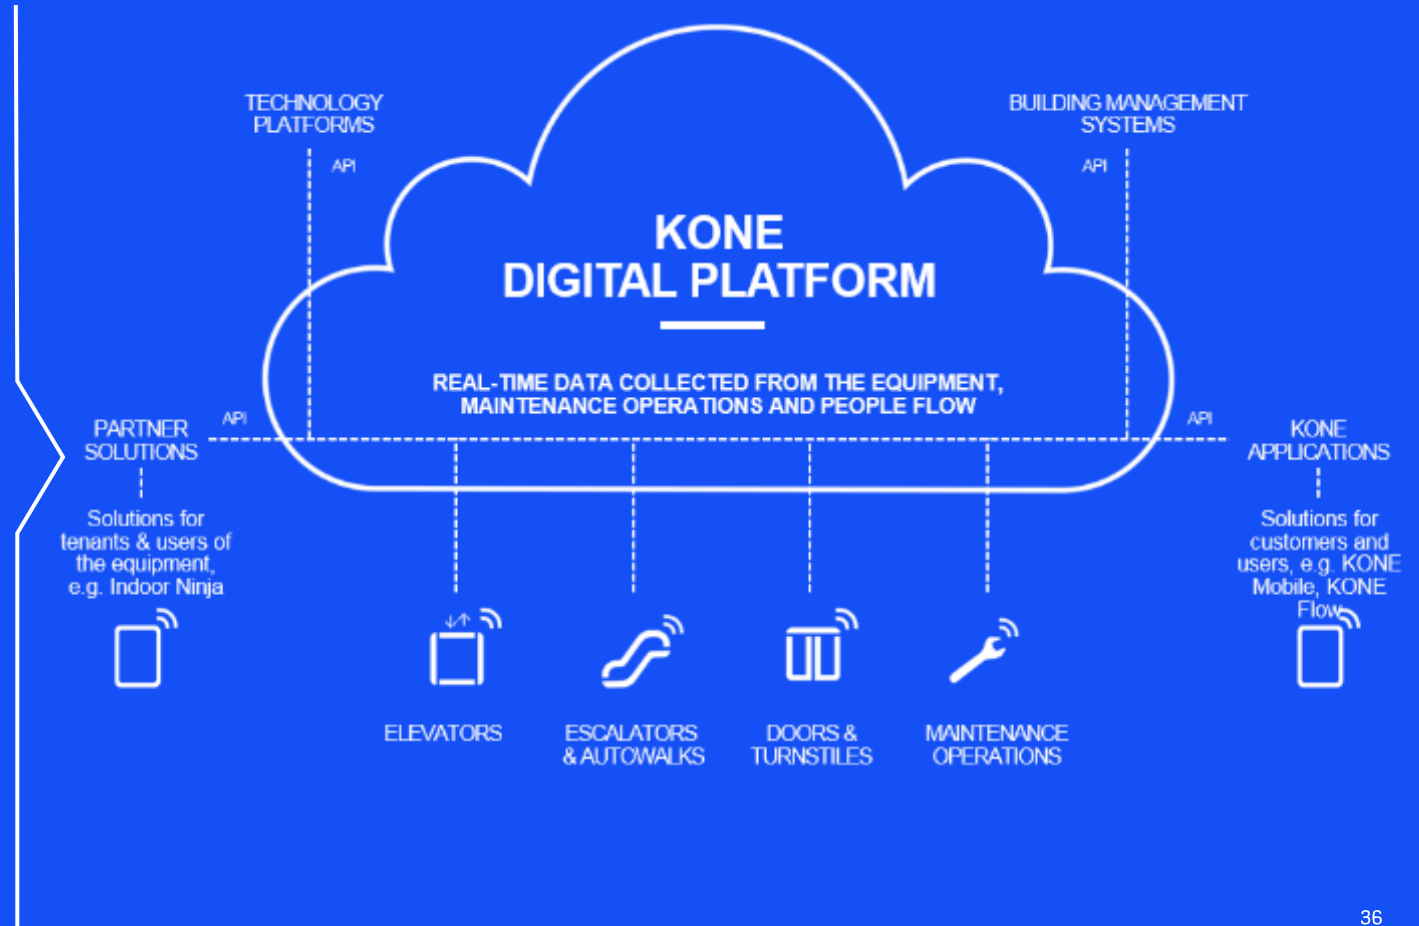 TECHNOLOGY
PLATFORMS
API
BUILDING MANAGEMENT
SYSTEMS
API
KONE
DIGITAL PLATFORM
REAL-TIME DATA COLLECTED FROM THE EQUIPMENT,
MAINTENANCE OPERATIONS AND PEOPLE FLOW
PARTNER
SOLUTIONS
API
Solutions for
tenants & users of
the equipment,
e.g. Indoor Ninja
API
KONE
APPLICATIONS
Solutions for
customers and
users, e.g. KONE
Mobile, KONE
Flow
ELEVATORS
ESCALATORS
& AUTOWALKS
DOORS &
TURNSTILES
MAINTENANCE
OPERATIONS
36